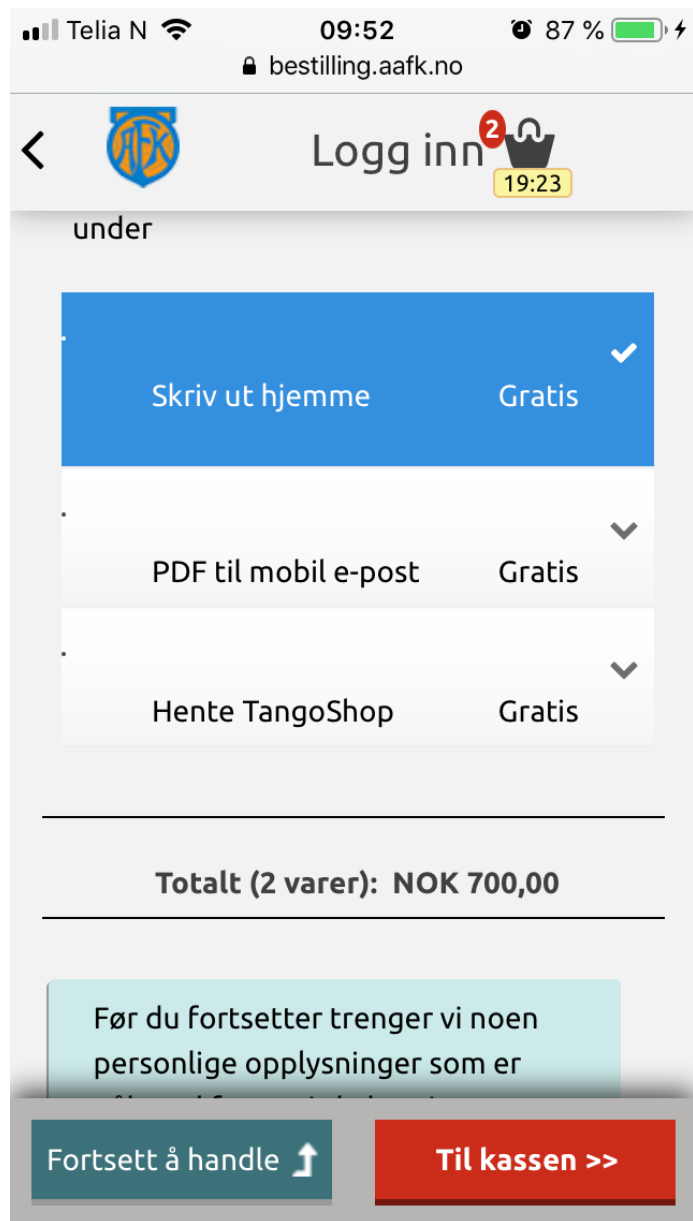 Telia N 09:52 87 %
bestilling.aafk.no
AFK Logg inn 2
19:23
under
Skriv ut hjemme Gratis
PDF til mobil e-post Gratis
Hente TangoShop Gratis
Totalt (2 varer): NOK 700,00
Før du fortsetter trenger vi noen
personlige opplysninger som er
Fortsett å handle Til kassen >>